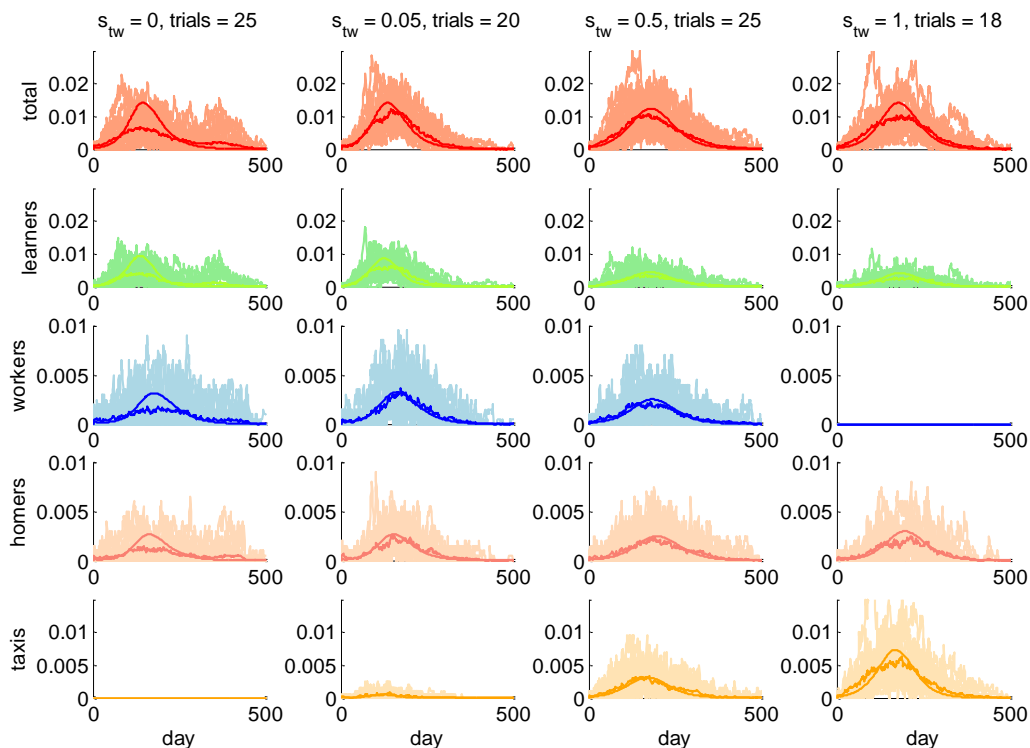 s_tw = 0, trials = 25 s_tw = 0.05, trials = 20 s_tw = 0.5, trials = 25 s_tw = 1, trials = 18
total
0.02 0.02 0.02 0.02
0.01 0.01 0.01 0.01
0 0 0 0
0 500 0 500 0 500 0 500
learners
0.02 0.02 0.02 0.02
0.01 0.01 0.01 0.01
0 0 0 0
0 500 0 500 0 500 0 500
workers
0.01 0.01 0.01 0.01
0.005 0.005 0.005 0.005
0 0 0 0
0 500 0 500 0 500 0 500
homers
0.01 0.01 0.01 0.01
0.005 0.005 0.005 0.005
0 0 0 0
0 500 0 500 0 500 0 500
taxis
0.01 0.01 0.01 0.01
0.005 0.005 0.005 0.005
0 0 0 0
0 500 0 500 0 500 0 500
day day day day